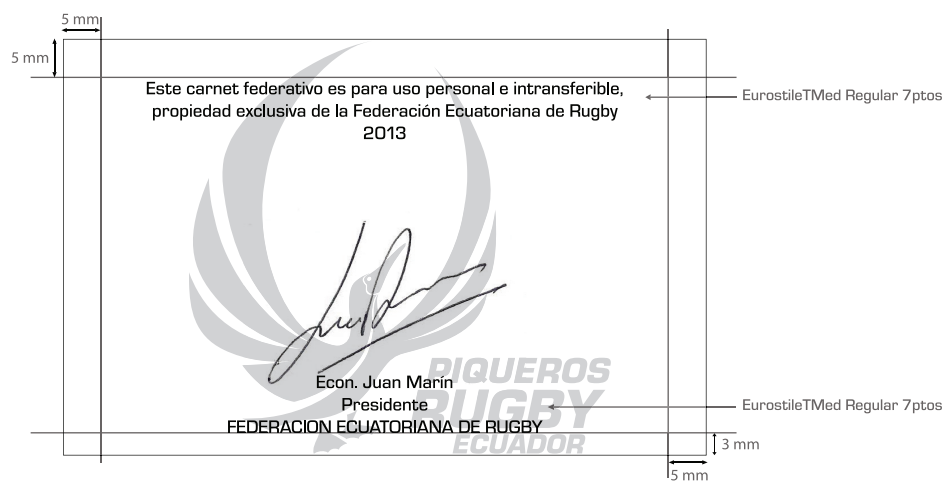 5 mm
5 mm
Este carnet federativo es para uso personal e intransferible,
propiedad exclusiva de la Federación Ecuatoriana de Rugby
2013
EurostileTMed Regular 7ptos
PIQUEROS
RUGBY
ECUADOR
Econ. Juan Marín
Presidente
FEDERACION ECUATORIANA DE RUGBY
EurostileTMed Regular 7ptos
3 mm
5 mm